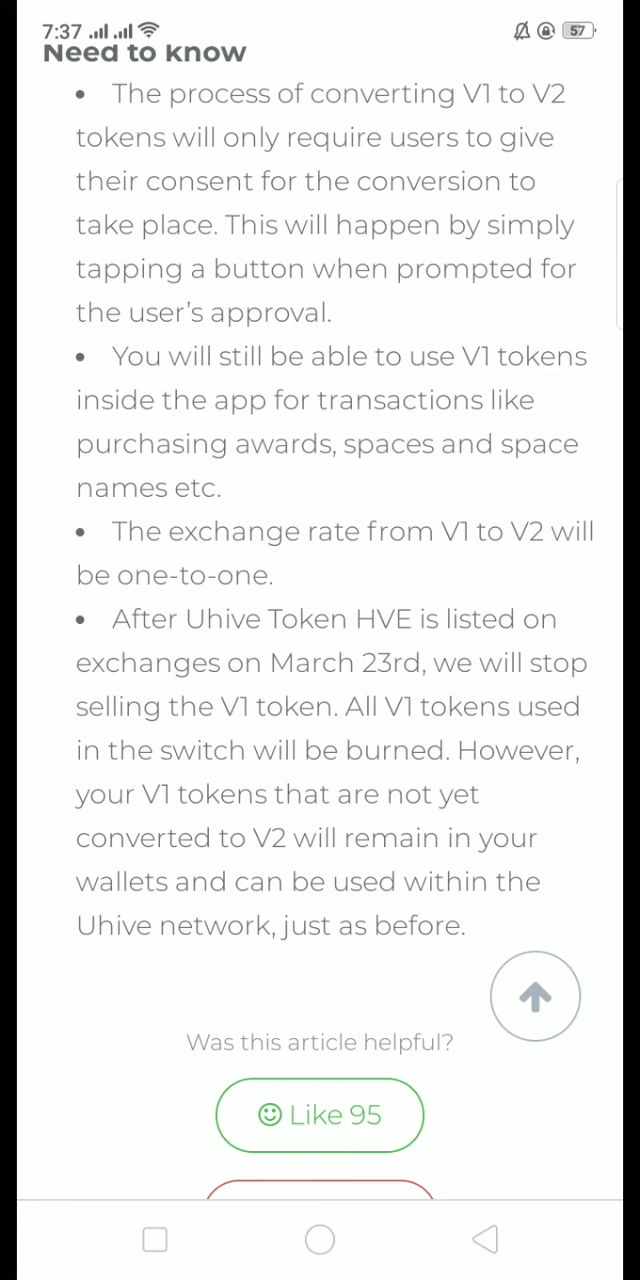 7:37
57
Need to know
• The process of converting V1 to V2
tokens will only require users to give
their consent for the conversion to
take place. This will happen by simply
tapping a button when prompted for
the user’s approval.
• You will still be able to use V1 tokens
inside the app for transactions like
purchasing awards, spaces and space
names etc.
• The exchange rate from V1 to V2 will
be one-to-one.
• After Uhive Token HVE is listed on
exchanges on March 23rd, we will stop
selling the V1 token. All V1 tokens used
in the switch will be burned. However,
your V1 tokens that are not yet
converted to V2 will remain in your
wallets and can be used within the
Uhive network, just as before.
Was this article helpful?
Like 95